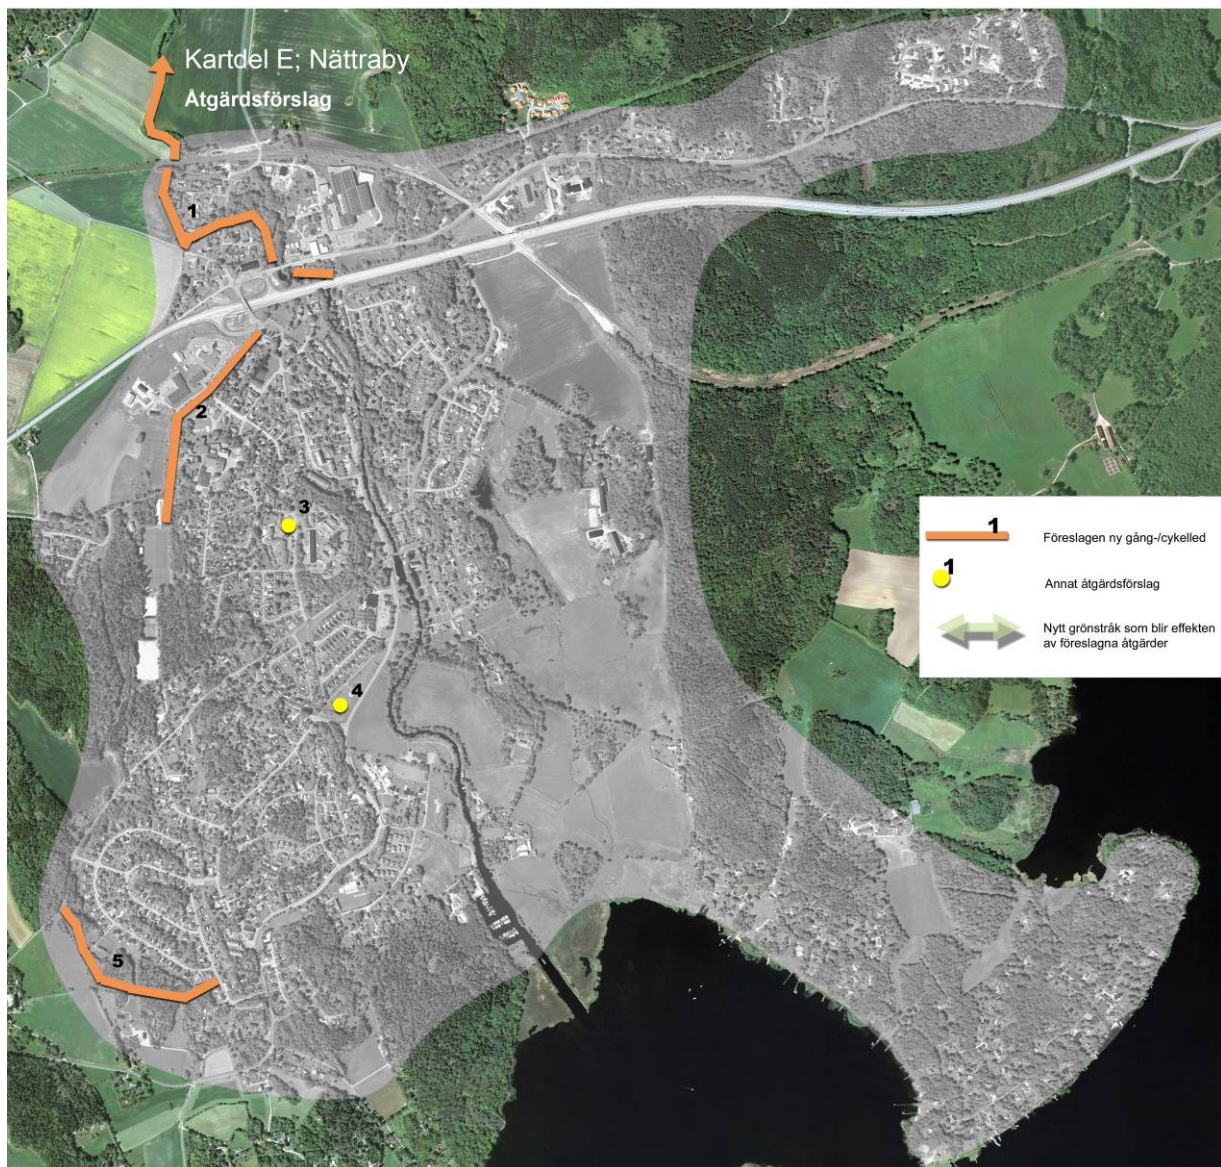 Kartdel E; Nättraby
Åtgärdsförslag
1
2
3
4
5
1
Föreslagen ny gång-/cykelled
1
Annat åtgärdsförslag
Nytt grönstråk som blir effekten
av föreslagna åtgärder